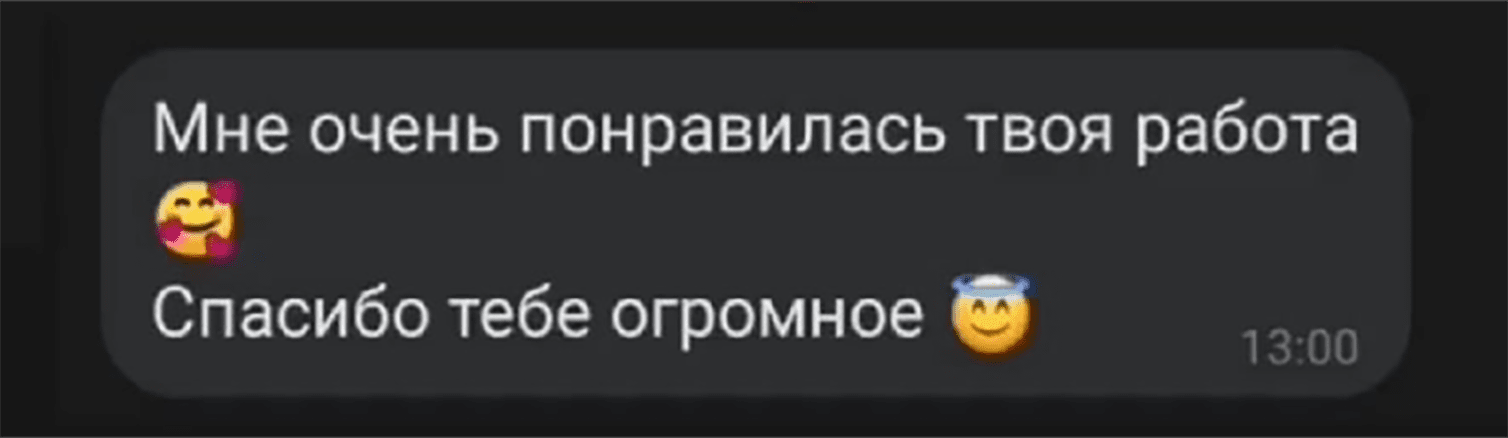 Мне очень понравилась твоя работа
🥰
Спасибо тебе огромное 😇
13:00